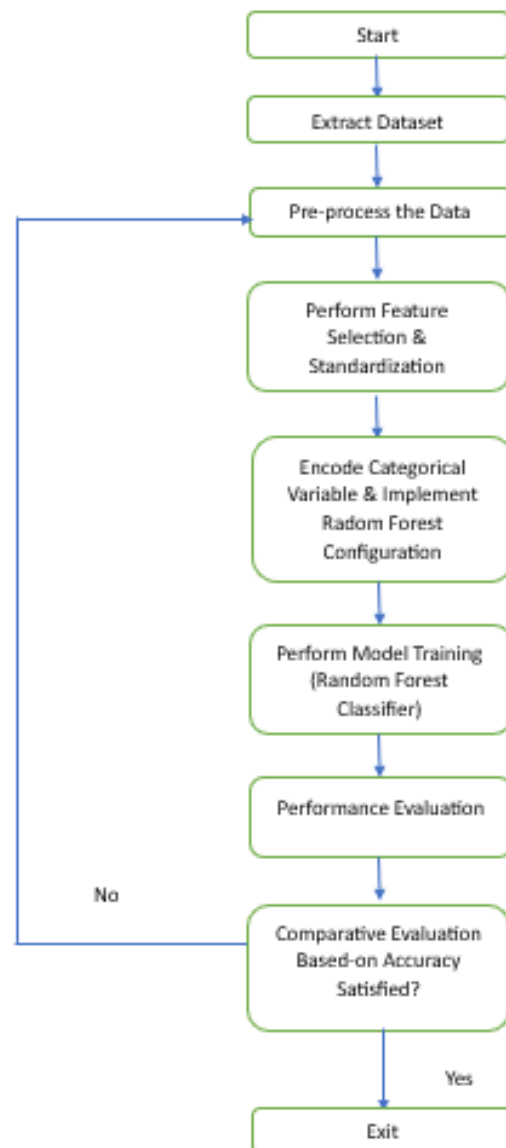 Start
Extract Dataset
Pre-process the Data
Perform Feature
Selection &
Standardization
Encode Categorical
Variable & Implement
Radom Forest
Configuration
Perform Model Training
(Random Forest
Classifier)
Performance Evaluation
No
Comparative Evaluation
Based-on Accuracy
Satisfied?
Yes
Exit